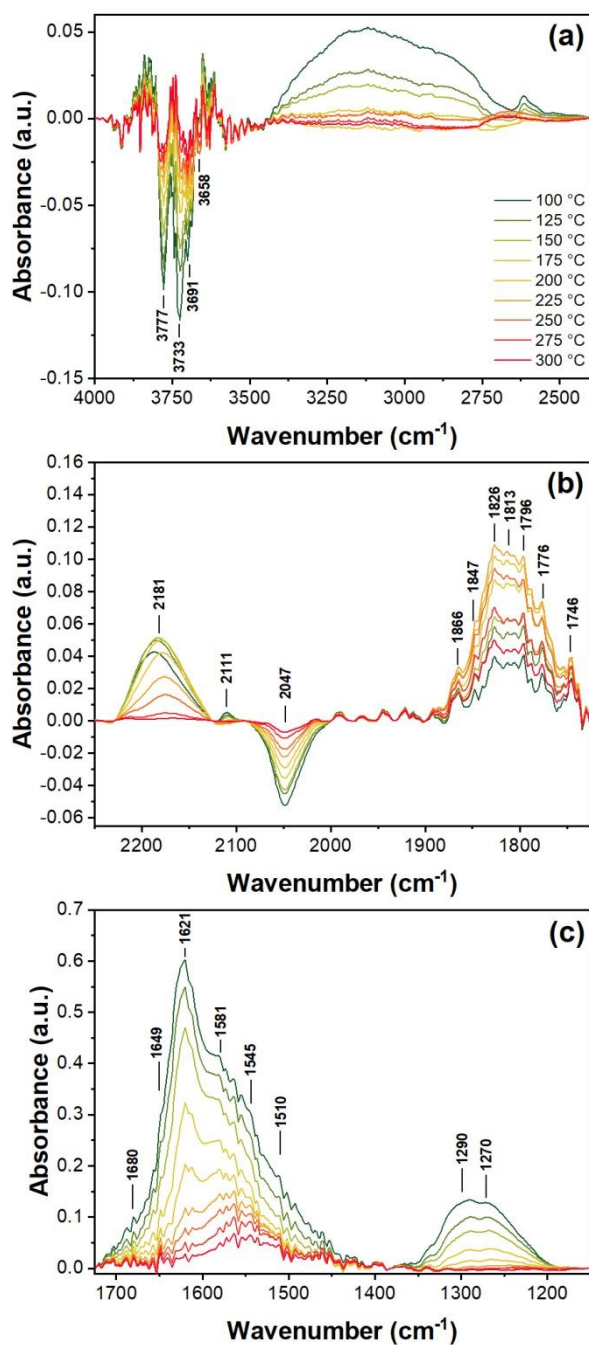 (a)
0.05
0.00
-0.05
-0.10
-0.15
Absorbance (a.u.)
3777
3733
3691
3658
100 °C
125 °C
150 °C
175 °C
200 °C
225 °C
250 °C
275 °C
300 °C
4000 3750 3500 3250 3000 2750 2500
Wavenumber (cm⁻¹)
(b)
0.16
0.14
0.12
0.10
0.08
0.06
0.04
0.02
0.00
-0.02
-0.04
-0.06
Absorbance (a.u.)
2181
2111
2047
1866
1847
1826
1813
1796
1776
1746
2200 2100 2000 1900 1800
Wavenumber (cm⁻¹)
(c)
0.7
0.6
0.5
0.4
0.3
0.2
0.1
0.0
Absorbance (a.u.)
1680
1649
1621
1581
1545
1510
1290
1270
1700 1600 1500 1400 1300 1200
Wavenumber (cm⁻¹)